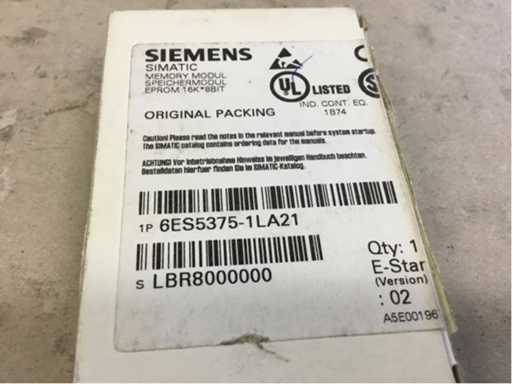 SIEMENS
SIMATIC
MEMORY MODUL
SPEICHERMODUL
EPROM 16K*8BIT
UL LISTED
IND. CONT. EQ.
1B74
ORIGINAL PACKING
Caution! Please read the notes in the relevant manual before system startup.
The SIMATIC catalog contains ordering data for the manuals.
ACHTUNG! Vor Inbetriebnahme Hinweise im jeweiligen Handbuch beachten.
Bestelldaten hierfuer finden Sie im SIMATIC-Katalog.
1P 6ES5375-1LA21
S LBR8000000
Qty: 1
E-Star
(Version)
: 02
A5E00196